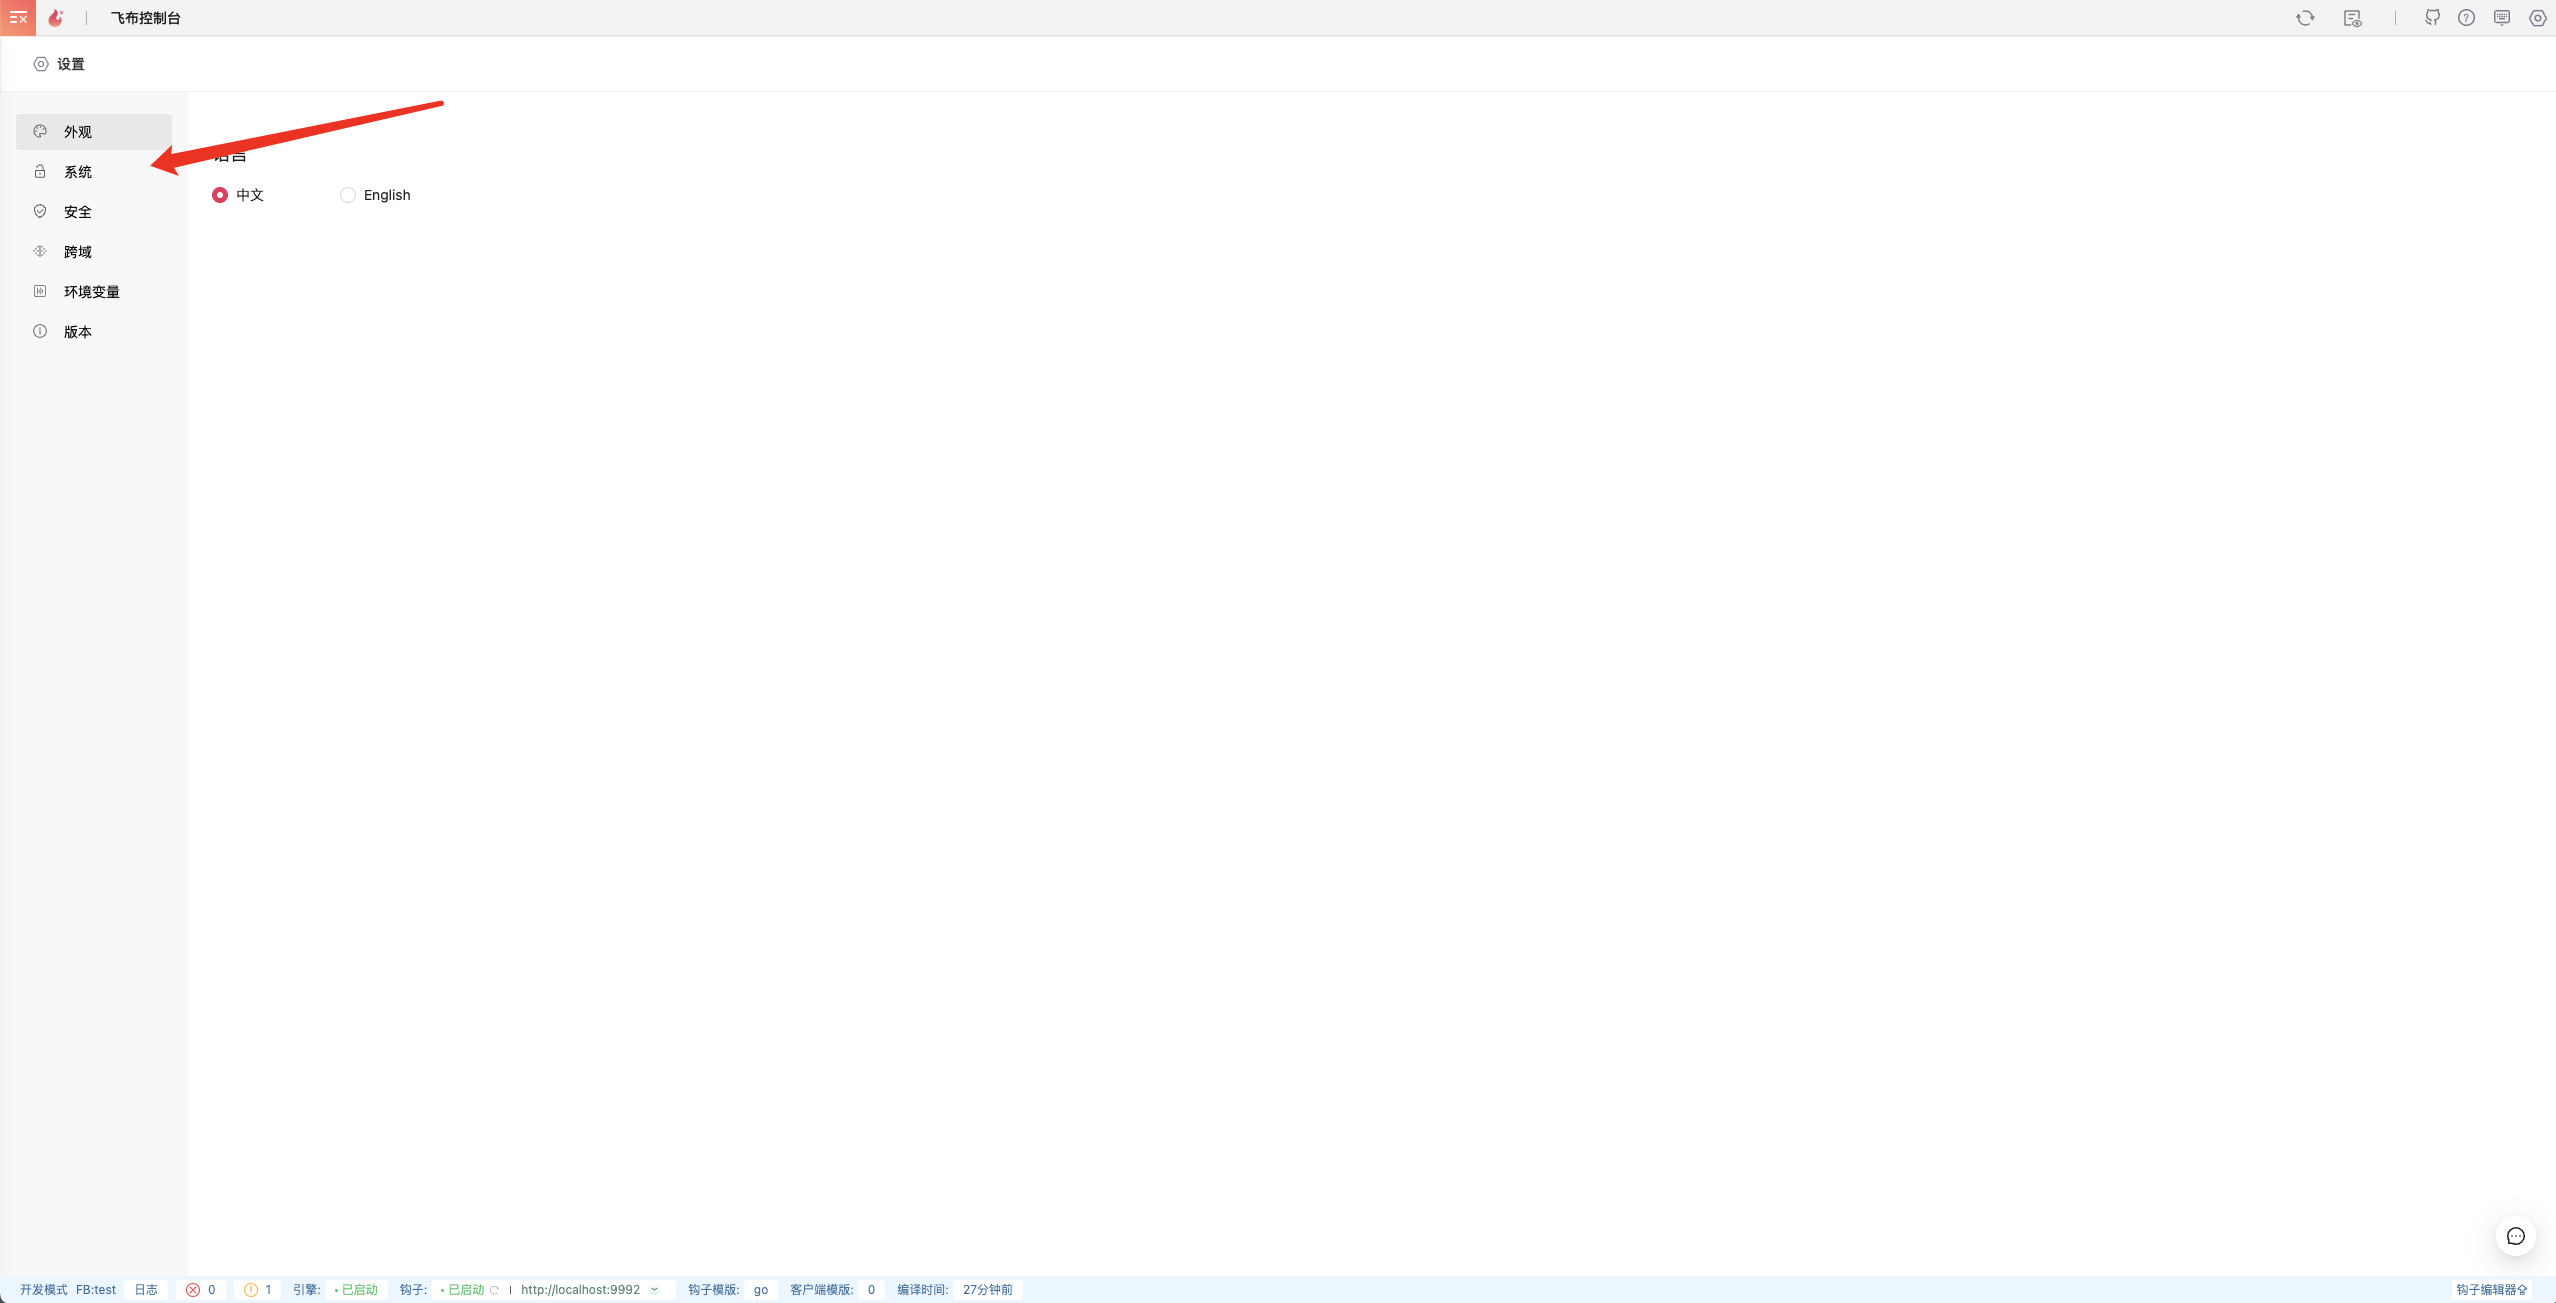 飞布控制台
设置
外观
系统
安全
跨域
环境变量
版本
语言
中文 English
开发模式 FB:test 日志 0 1 引擎: 已启动 钩子: 已启动 http://localhost:9992 钩子模版: go 客户端模版: 0 编译时间: 27分钟前 钩子编辑器